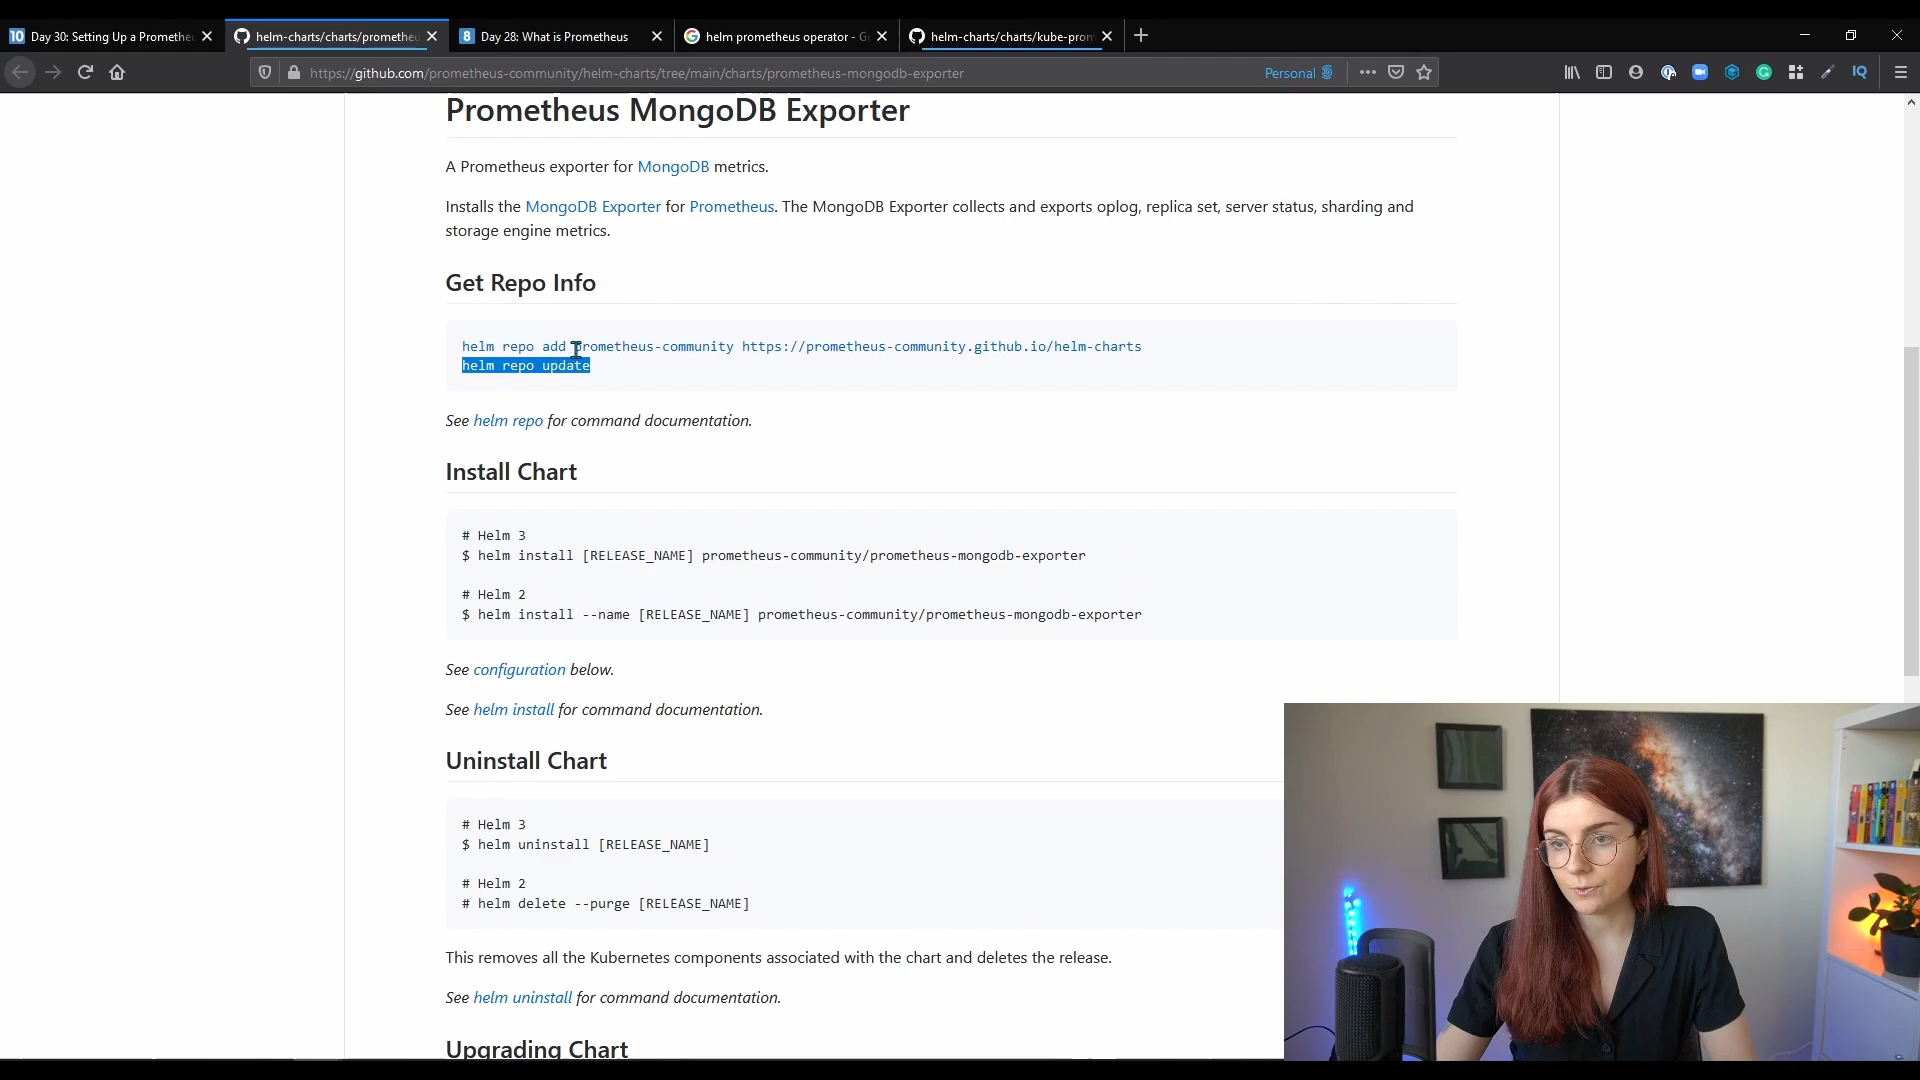 Day 30: Setting Up a Prometheu
helm-charts/charts/prometheu
Day 28: What is Prometheus
helm prometheus operator - G
helm-charts/charts/kube-prom
https://github.com/prometheus-community/helm-charts/tree/main/charts/prometheus-mongodb-exporter
Personal
Prometheus MongoDB Exporter
A Prometheus exporter for MongoDB metrics.
Installs the MongoDB Exporter for Prometheus. The MongoDB Exporter collects and exports oplog, replica set, server status, sharding and
storage engine metrics.
Get Repo Info
helm repo add prometheus-community https://prometheus-community.github.io/helm-charts
helm repo update
See helm repo for command documentation.
Install Chart
# Helm 3
$ helm install [RELEASE_NAME] prometheus-community/prometheus-mongodb-exporter
# Helm 2
$ helm install --name [RELEASE_NAME] prometheus-community/prometheus-mongodb-exporter
See configuration below.
See helm install for command documentation.
Uninstall Chart
# Helm 3
$ helm uninstall [RELEASE_NAME]
# Helm 2
# helm delete --purge [RELEASE_NAME]
This removes all the Kubernetes components associated with the chart and deletes the release.
See helm uninstall for command documentation.
Upgrading Chart